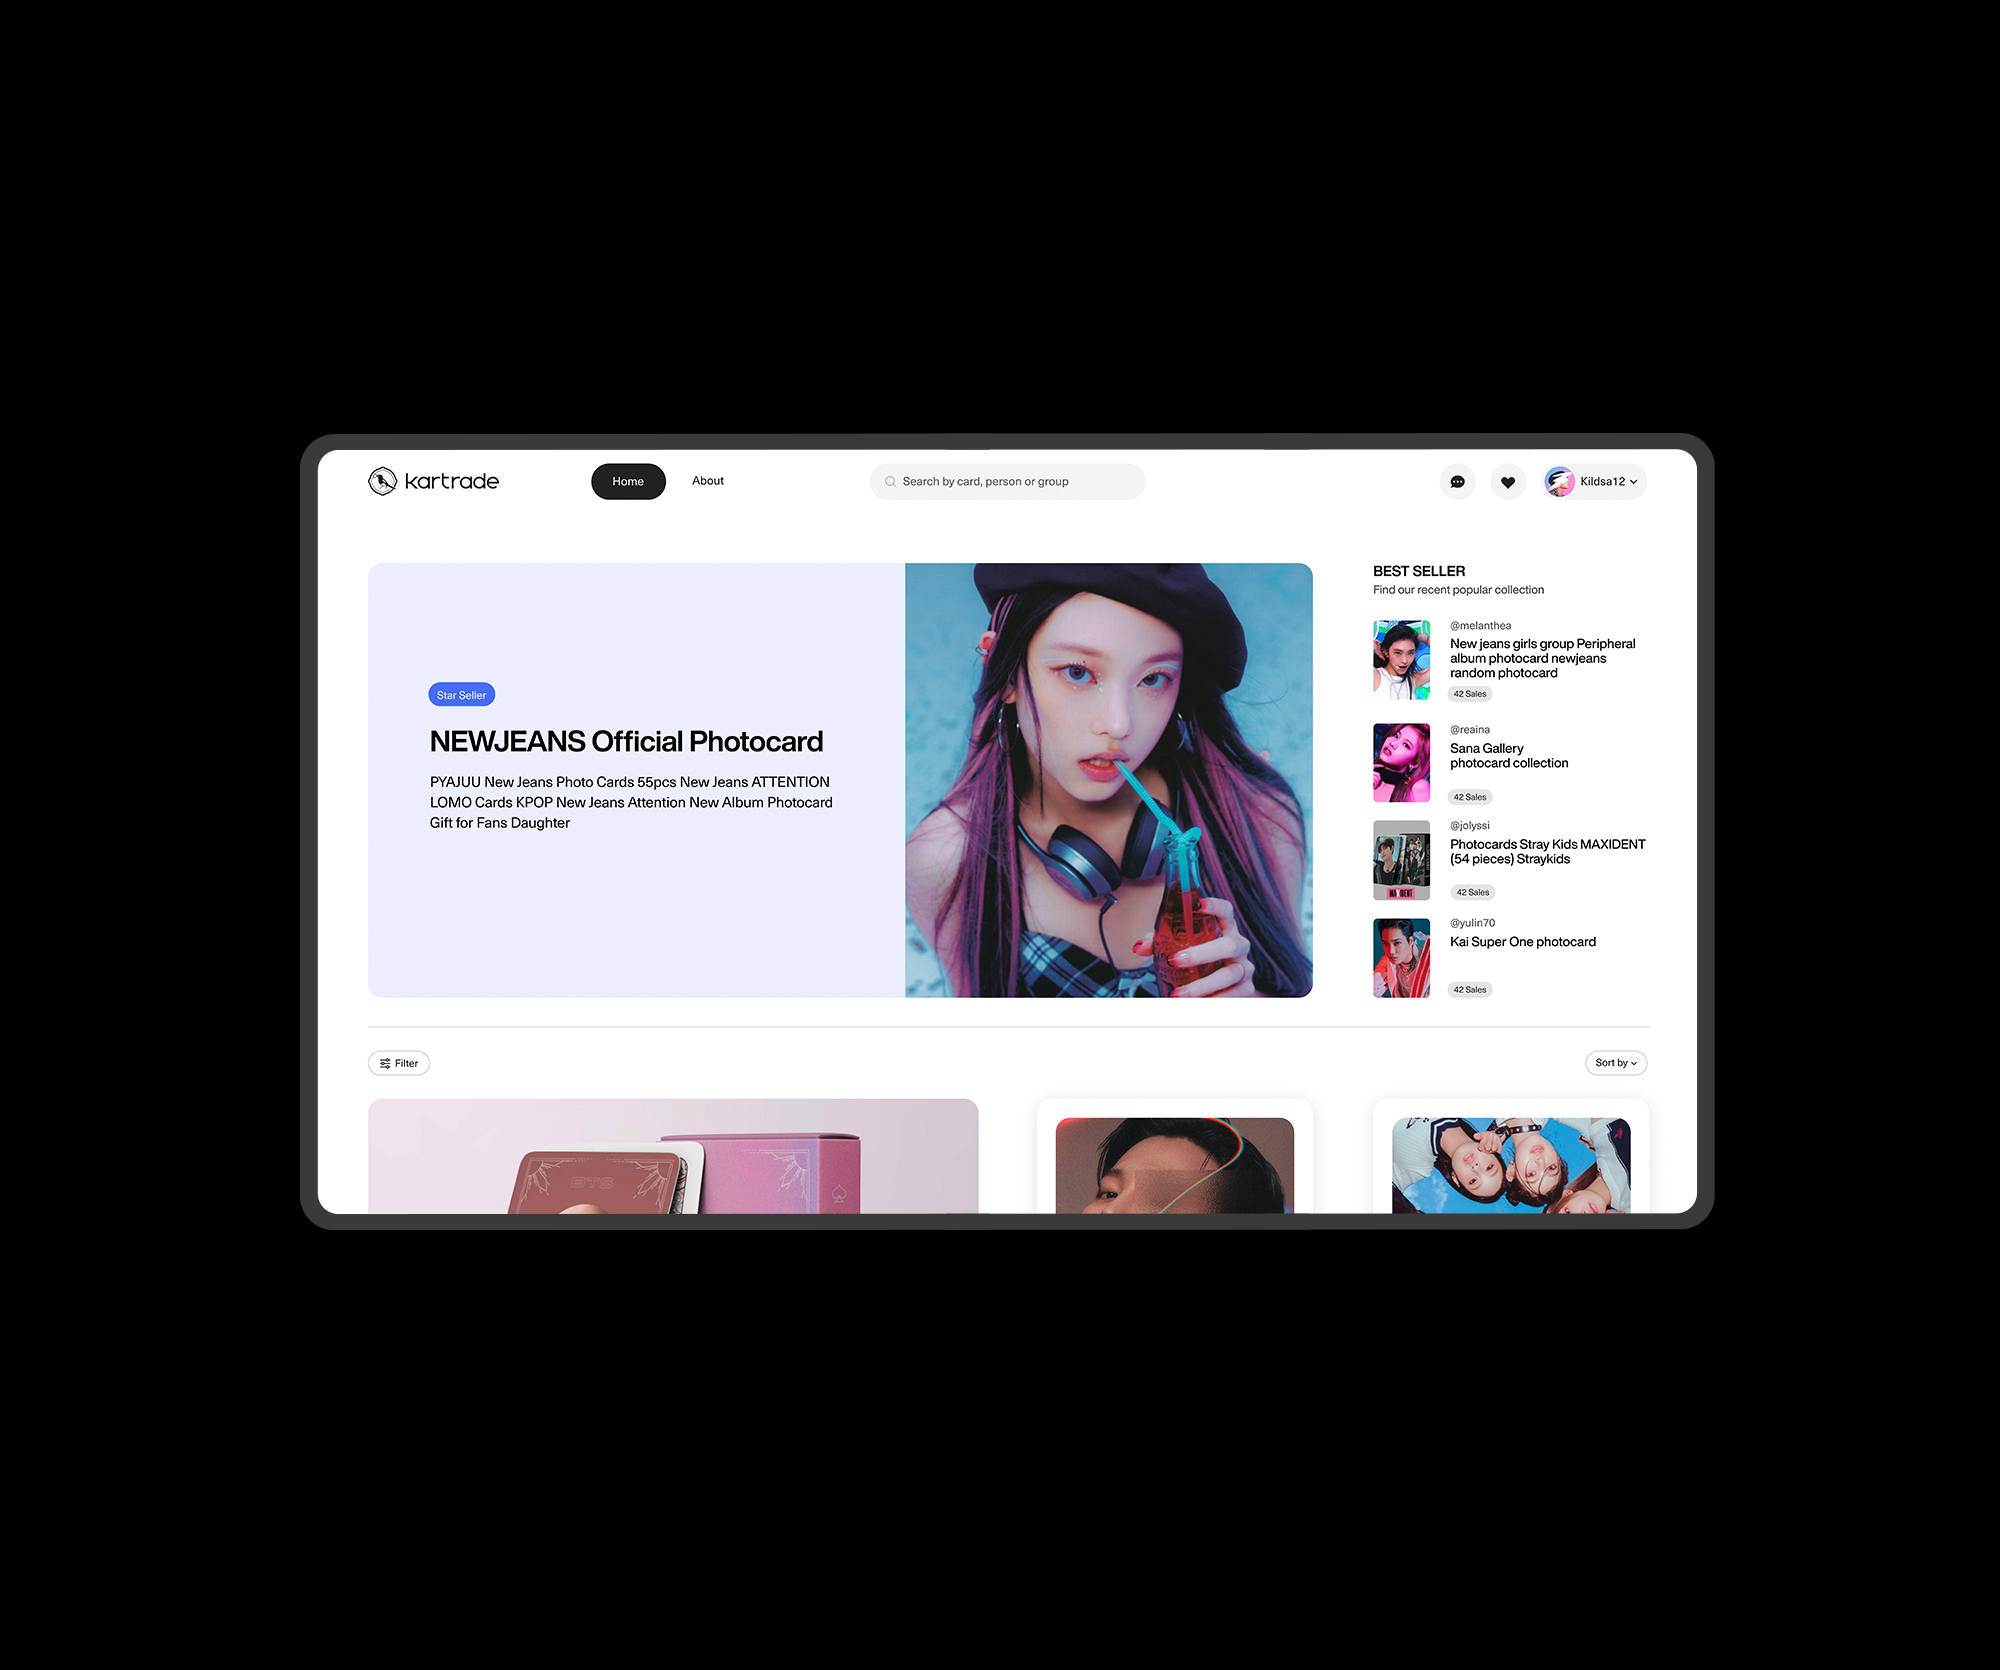 kartrade
Home
About
Search by card, person or group
Kildsa12
Star Seller
NEWJEANS Official Photocard
PYAJUU New Jeans Photo Cards 55pcs New Jeans ATTENTION
LOMO Cards KPOP New Jeans Attention New Album Photocard
Gift for Fans Daughter
BEST SELLER
Find our recent popular collection
@melanthea
New jeans girls group Peripheral
album photocard newjeans
random photocard
42 Sales
@reaina
Sana Gallery
photocard collection
42 Sales
@jolyssi
Photocards Stray Kids MAXIDENT
(54 pieces) Straykids
MAXIDENT
42 Sales
@yulin70
Kai Super One photocard
42 Sales
Filter
Sort by
BTS